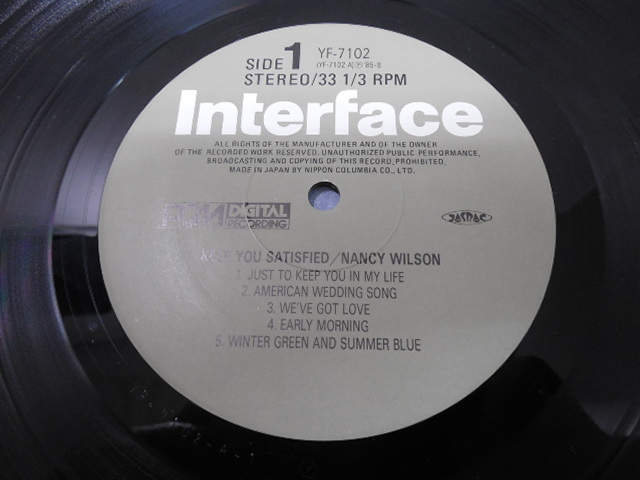 SIDE 1 YF-7102
(YF-7102 A) Ⓟ '85-8
STEREO/33 1/3 RPM
Interface
ALL RIGHTS OF THE MANUFACTURER AND OF THE OWNER
OF THE RECORDED WORK RESERVED. UNAUTHORIZED PUBLIC PERFORMANCE,
BROADCASTING AND COPYING OF THIS RECORD, PROHIBITED.
MADE IN JAPAN BY NIPPON COLUMBIA CO., LTD.
DIGITAL
RECORDING
JASRAC
YOU SATISFIED/NANCY WILSON
1. JUST TO KEEP YOU IN MY LIFE
2. AMERICAN WEDDING SONG
3. WE'VE GOT LOVE
4. EARLY MORNING
5. WINTER GREEN AND SUMMER BLUE